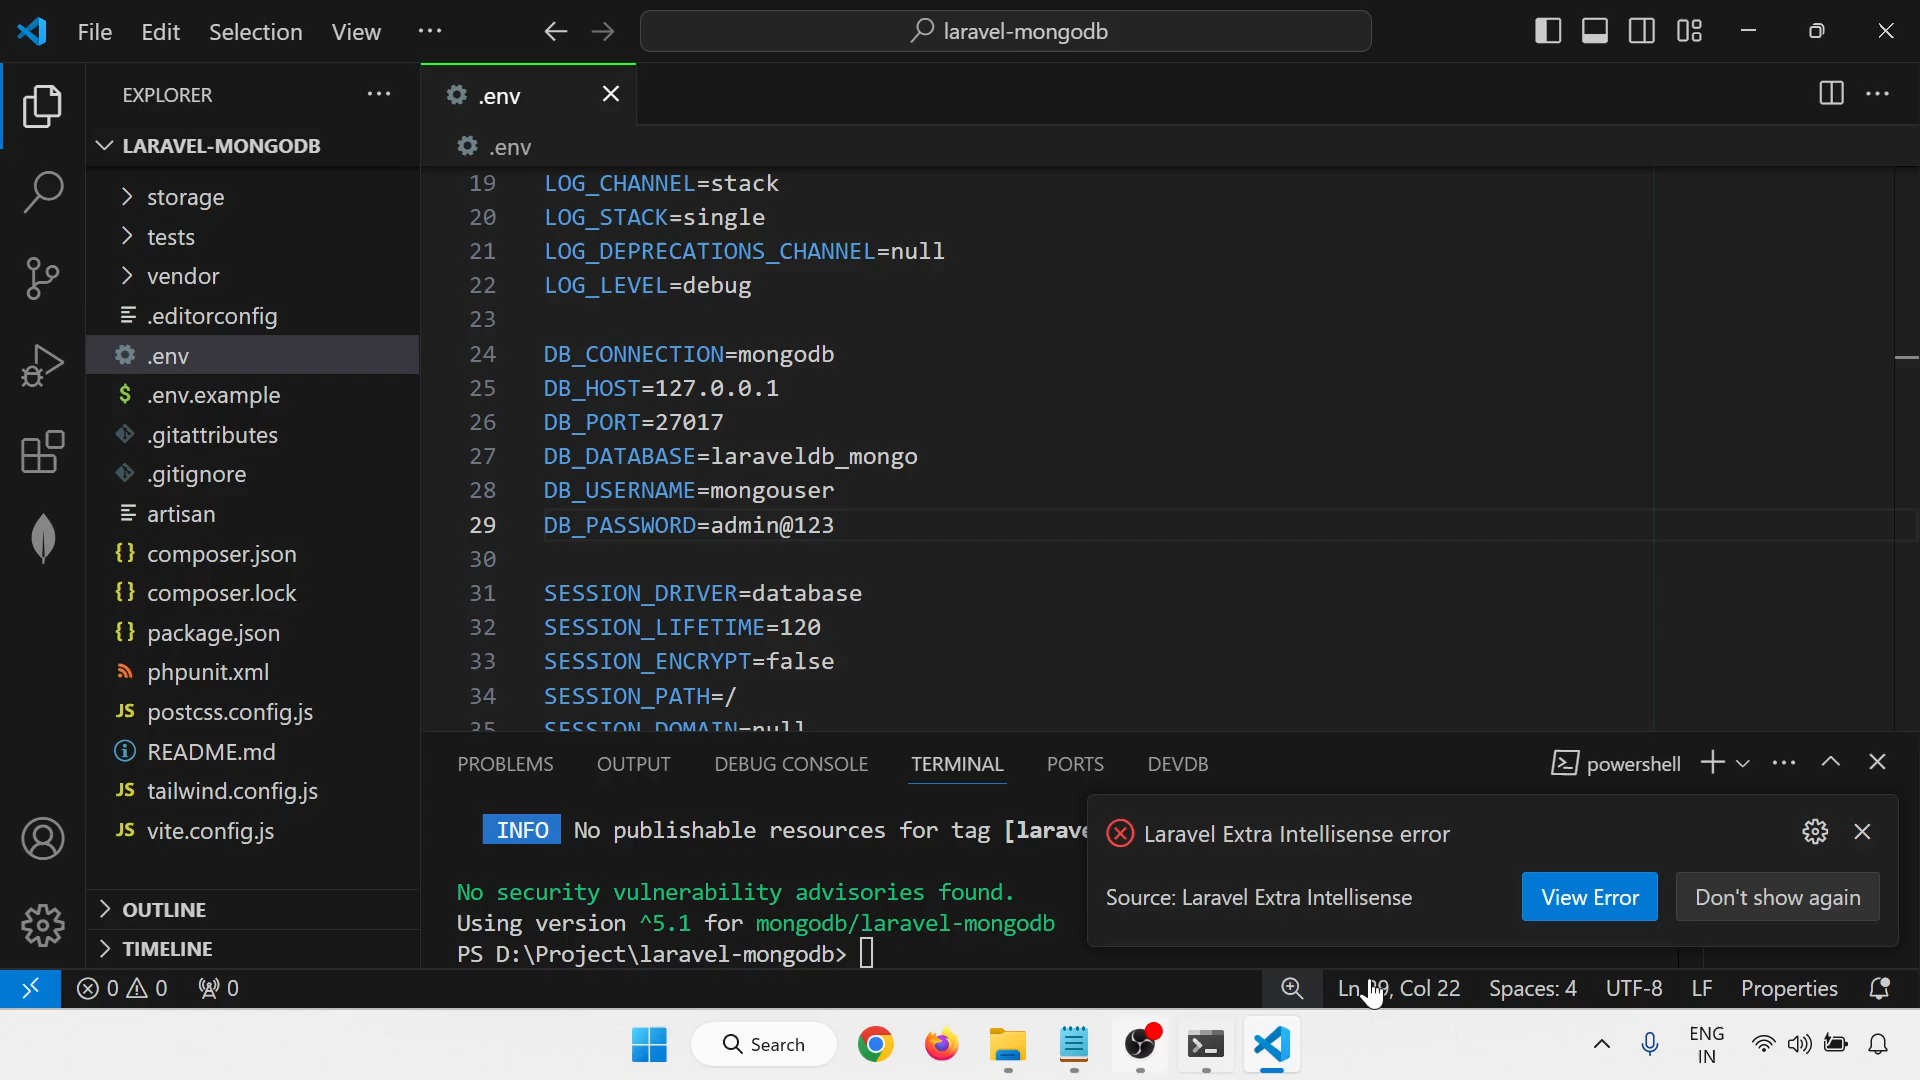 File Edit Selection View ··· laravel-mongodb
EXPLORER ···
.env
LARAVEL-MONGODB
.env
storage
tests
vendor
.editorconfig
.env
.env.example
.gitattributes
.gitignore
artisan
composer.json
composer.lock
package.json
phpunit.xml
postcss.config.js
README.md
tailwind.config.js
vite.config.js
OUTLINE
TIMELINE
19 LOG_CHANNEL=stack
20 LOG_STACK=single
21 LOG_DEPRECATIONS_CHANNEL=null
22 LOG_LEVEL=debug
23
24 DB_CONNECTION=mongodb
25 DB_HOST=127.0.0.1
26 DB_PORT=27017
27 DB_DATABASE=laraveldb_mongo
28 DB_USERNAME=mongouser
29 DB_PASSWORD=admin@123
30
31 SESSION_DRIVER=database
32 SESSION_LIFETIME=120
33 SESSION_ENCRYPT=false
34 SESSION_PATH=/
35 SESSION_DOMAIN=null
PROBLEMS OUTPUT DEBUG CONSOLE TERMINAL PORTS DEVDB powershell
INFO No publishable resources for tag [larave
No security vulnerability advisories found.
Using version ^5.1 for mongodb/laravel-mongodb
PS D:\Project\laravel-mongodb>
Laravel Extra Intellisense error
Source: Laravel Extra Intellisense View Error Don't show again
0 0 0 Ln 29, Col 22 Spaces: 4 UTF-8 LF Properties
Search
ENG
IN